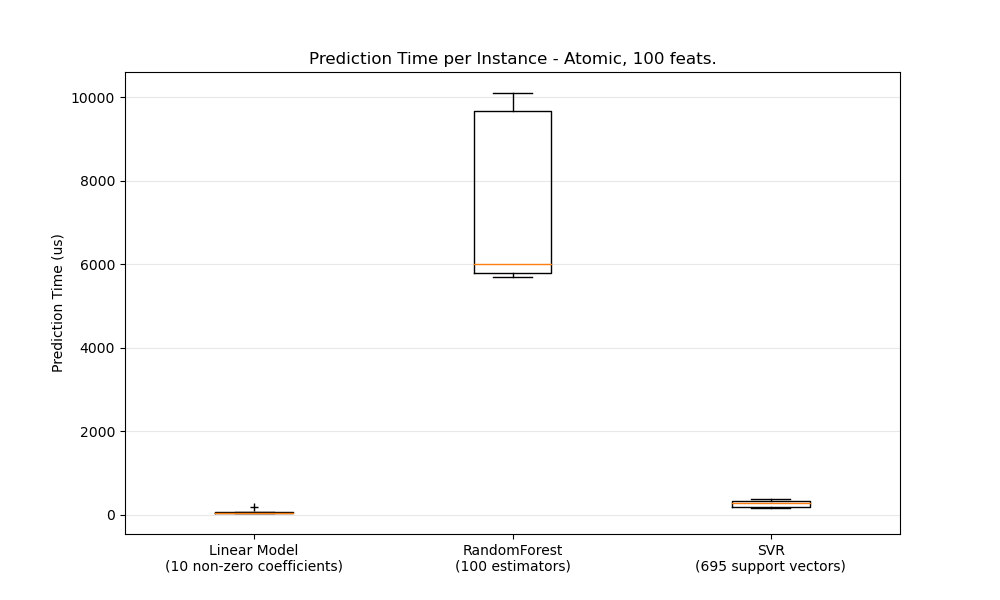 Prediction Time per Instance - Atomic, 100 feats.
10000
8000
6000
4000
2000
0
Prediction Time (us)
Linear Model
(10 non-zero coefficients)
RandomForest
(100 estimators)
SVR
(695 support vectors)